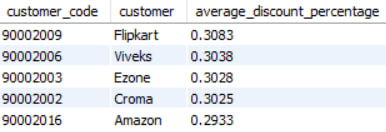 customer_code customer average_discount_percentage
90002009 Flipkart 0.3083
90002006 Viveks 0.3038
90002003 Ezone 0.3028
90002002 Croma 0.3025
90002016 Amazon 0.2933